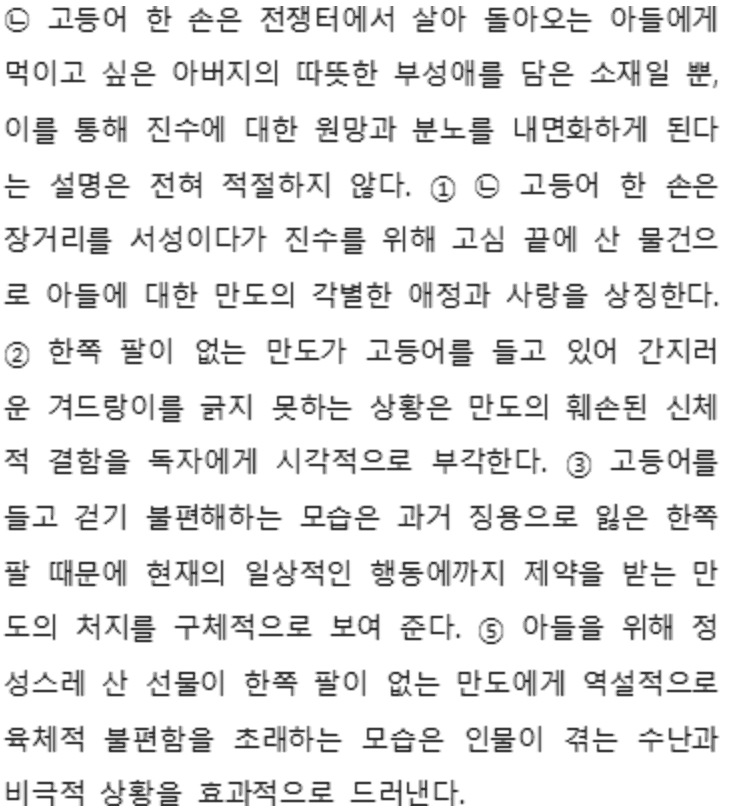 ㉡ 고등어 한 손은 전쟁터에서 살아 돌아오는 아들에게
먹이고 싶은 아버지의 따뜻한 부성애를 담은 소재일 뿐,
이를 통해 진수에 대한 원망과 분노를 내면화하게 된다
는 설명은 전혀 적절하지 않다. ① ㉡ 고등어 한 손은
장거리를 서성이다가 진수를 위해 고심 끝에 산 물건으
로 아들에 대한 만도의 각별한 애정과 사랑을 상징한다.
② 한쪽 팔이 없는 만도가 고등어를 들고 있어 간지러
운 겨드랑이를 긁지 못하는 상황은 만도의 훼손된 신체
적 결함을 독자에게 시각적으로 부각한다. ③ 고등어를
들고 걷기 불편해하는 모습은 과거 징용으로 잃은 한쪽
팔 때문에 현재의 일상적인 행동에까지 제약을 받는 만
도의 처지를 구체적으로 보여 준다. ⑤ 아들을 위해 정
성스레 산 선물이 한쪽 팔이 없는 만도에게 역설적으로
육체적 불편함을 초래하는 모습은 인물이 겪는 수난과
비극적 상황을 효과적으로 드러낸다.